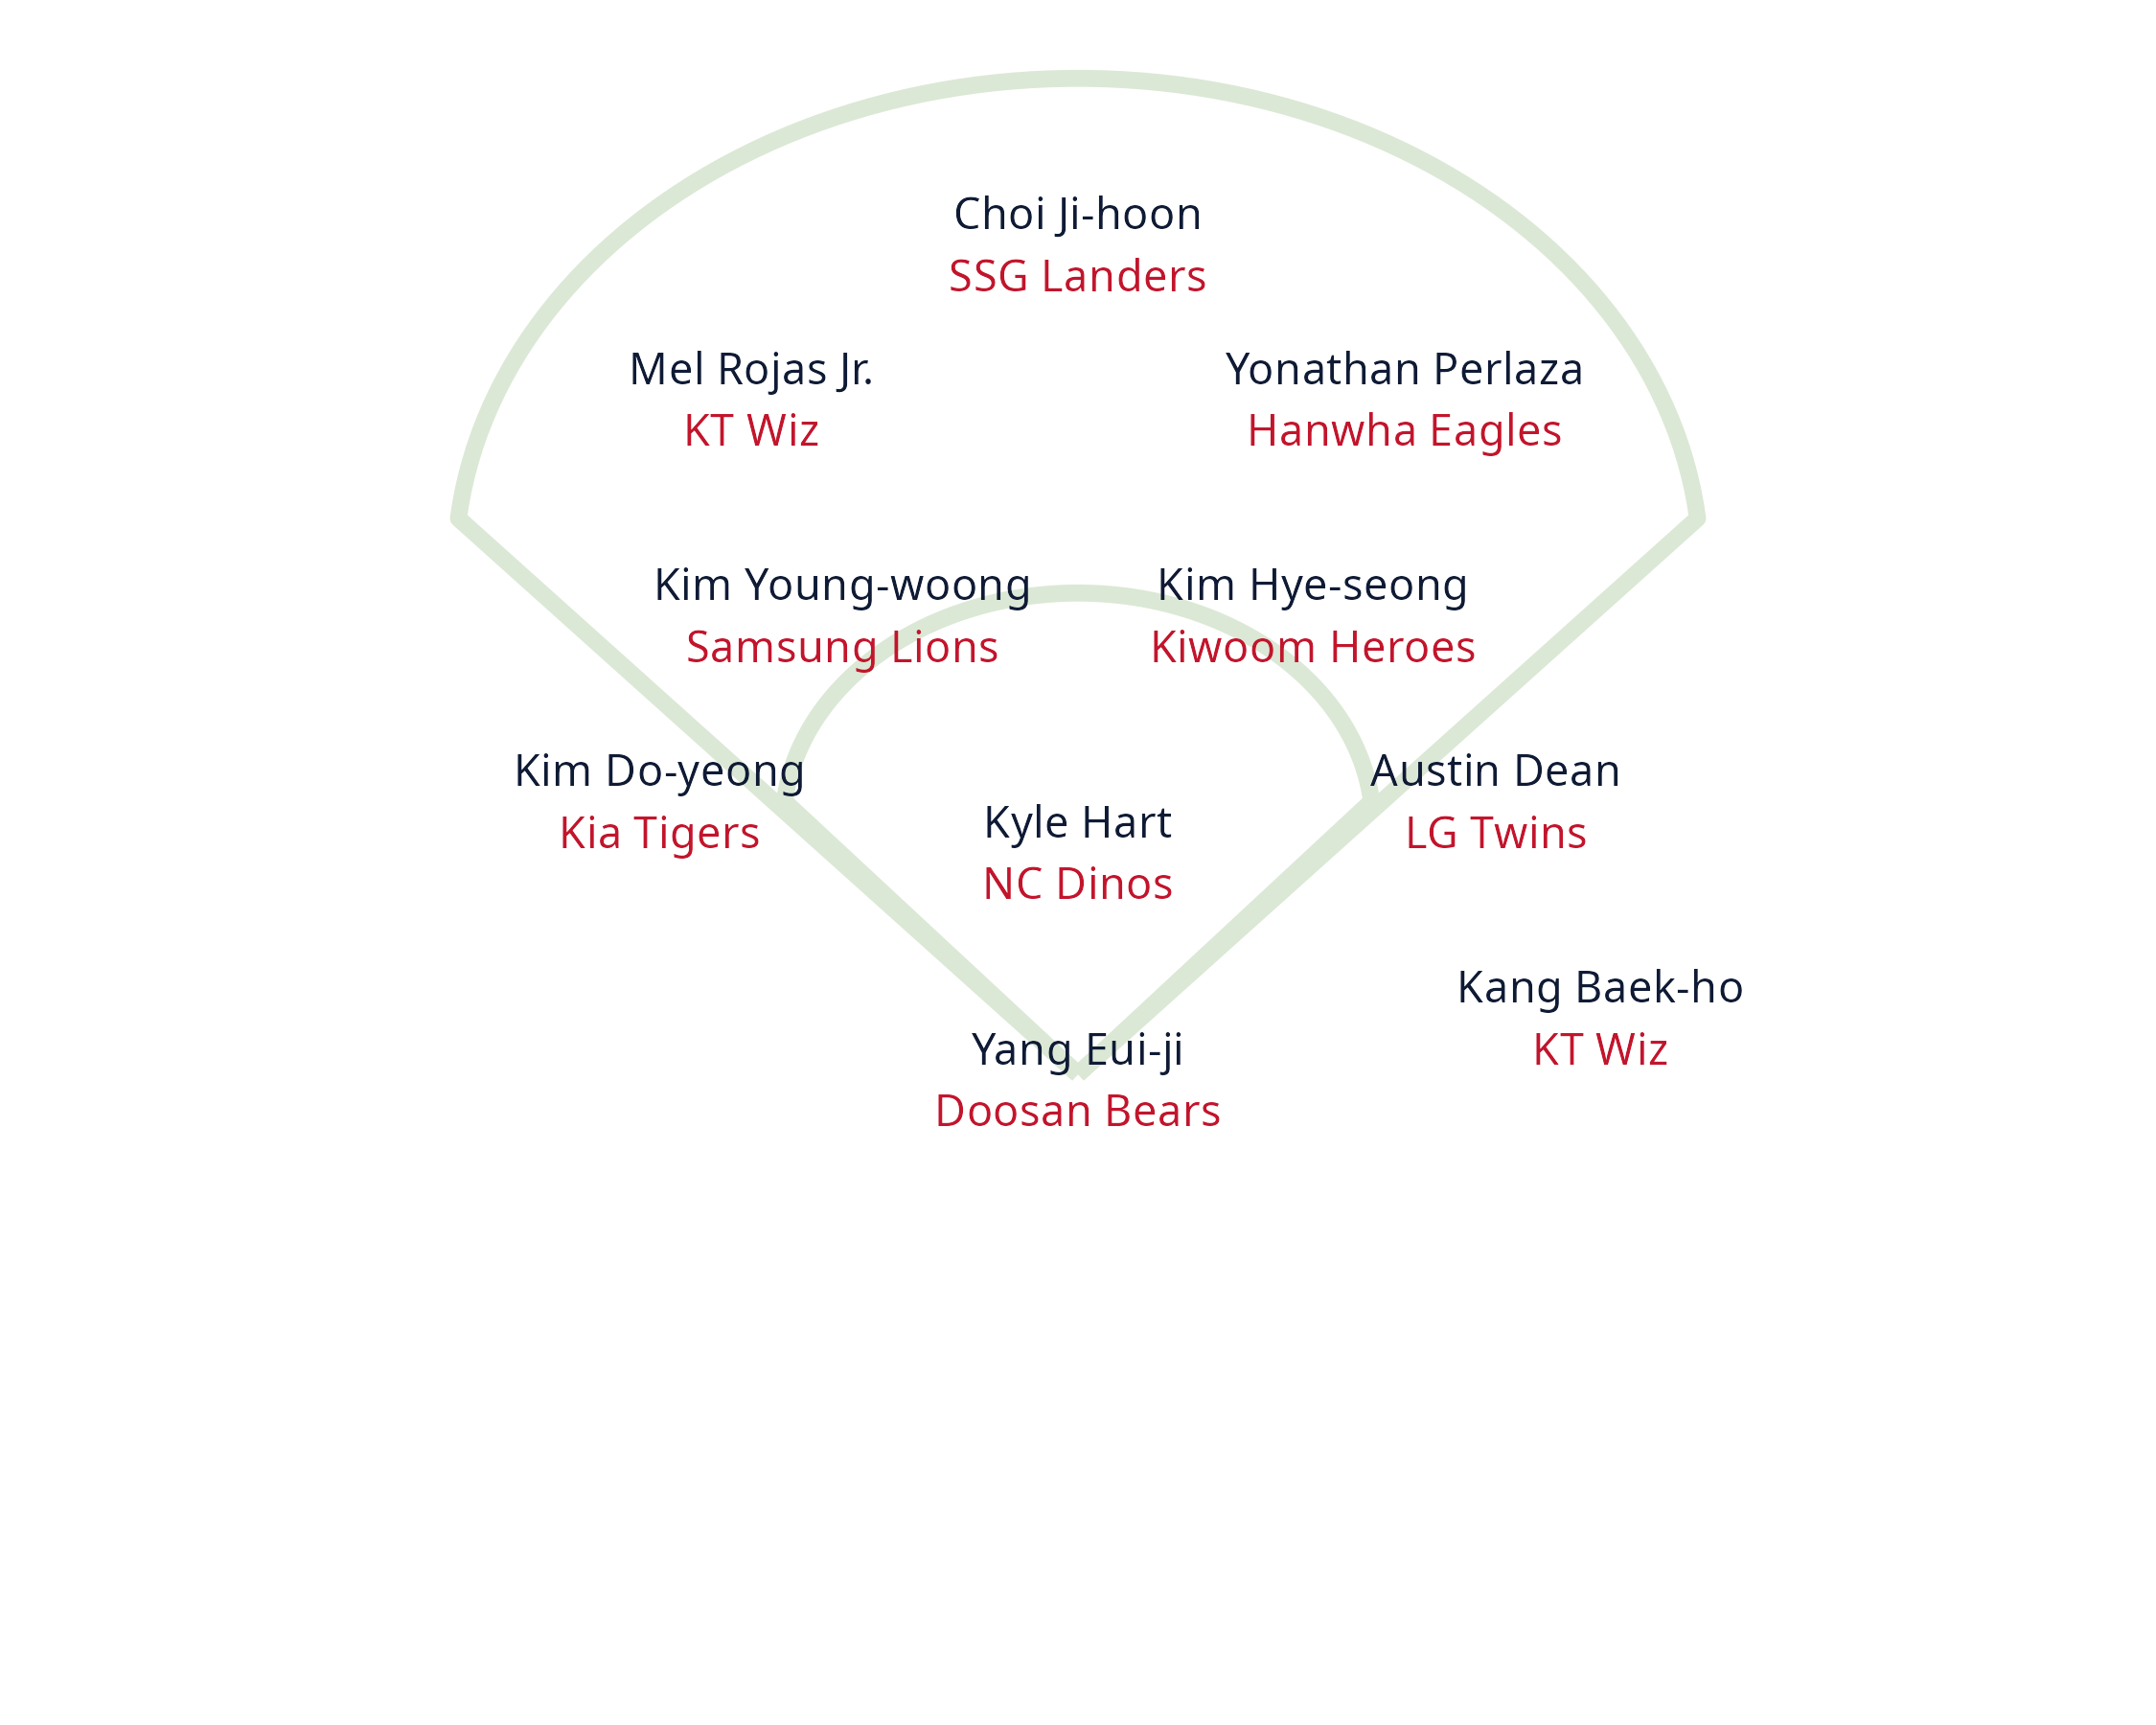 Choi Ji-hoon
SSG Landers
Mel Rojas Jr.
KT Wiz
Yonathan Perlaza
Hanwha Eagles
Kim Young-woong
Samsung Lions
Kim Hye-seong
Kiwoom Heroes
Kim Do-yeong
Kia Tigers
Kyle Hart
NC Dinos
Austin Dean
LG Twins
Kang Baek-ho
KT Wiz
Yang Eui-ji
Doosan Bears